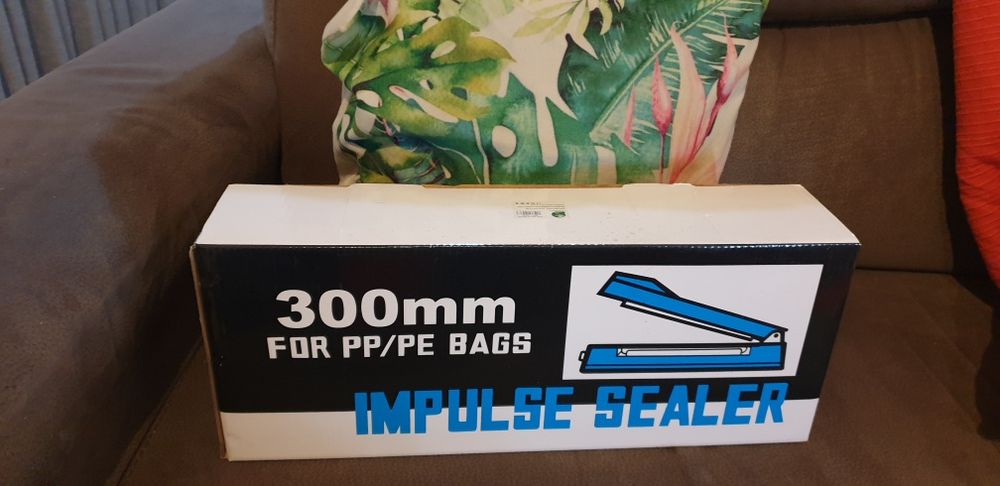 300mm
FOR PP/PE BAGS
IMPULSE SEALER